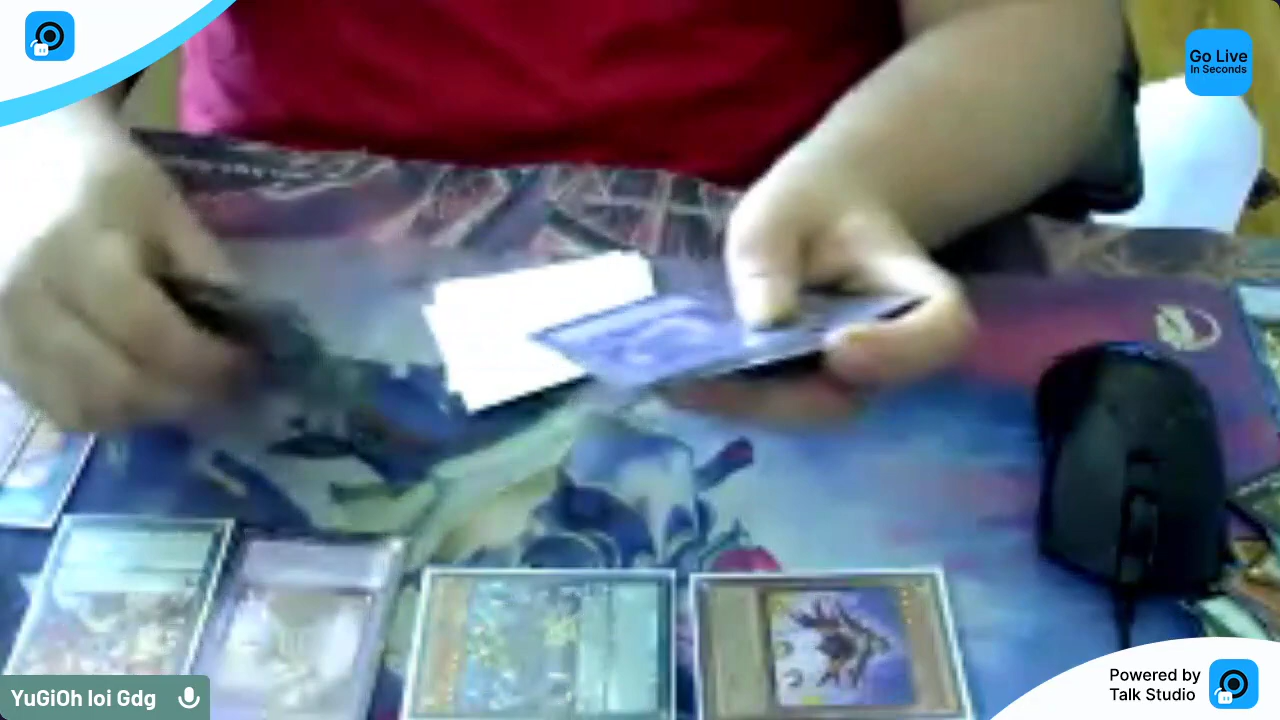 Go Live
In Seconds
YuGiOh loi Gdg
Powered by
Talk Studio